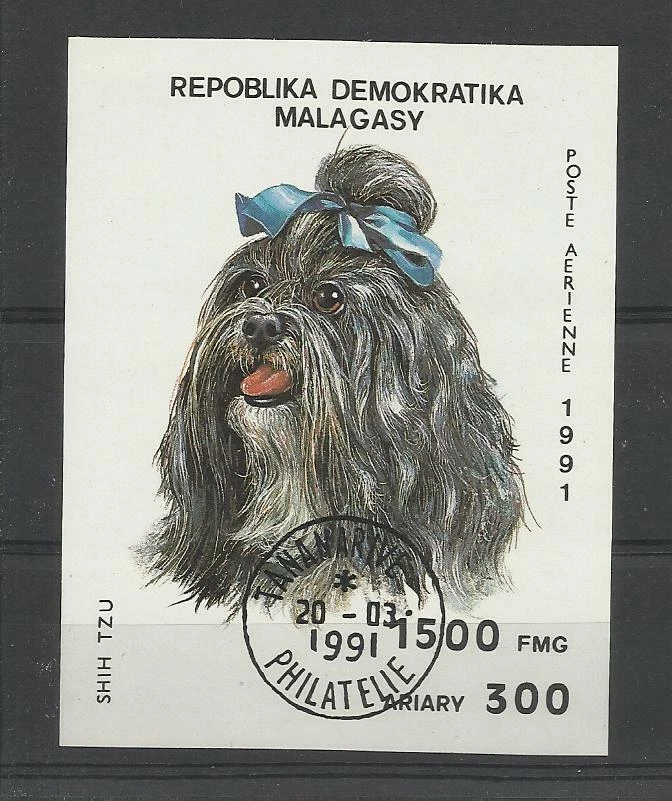 REPOBLIKA DEMOKRATIKA
MALAGASY
POSTE AERIENNE 1991
SHIH TZU
TANANARIVE
*
20 - 03.
1991
PHILATELIE
1500 FMG
ARIARY 300